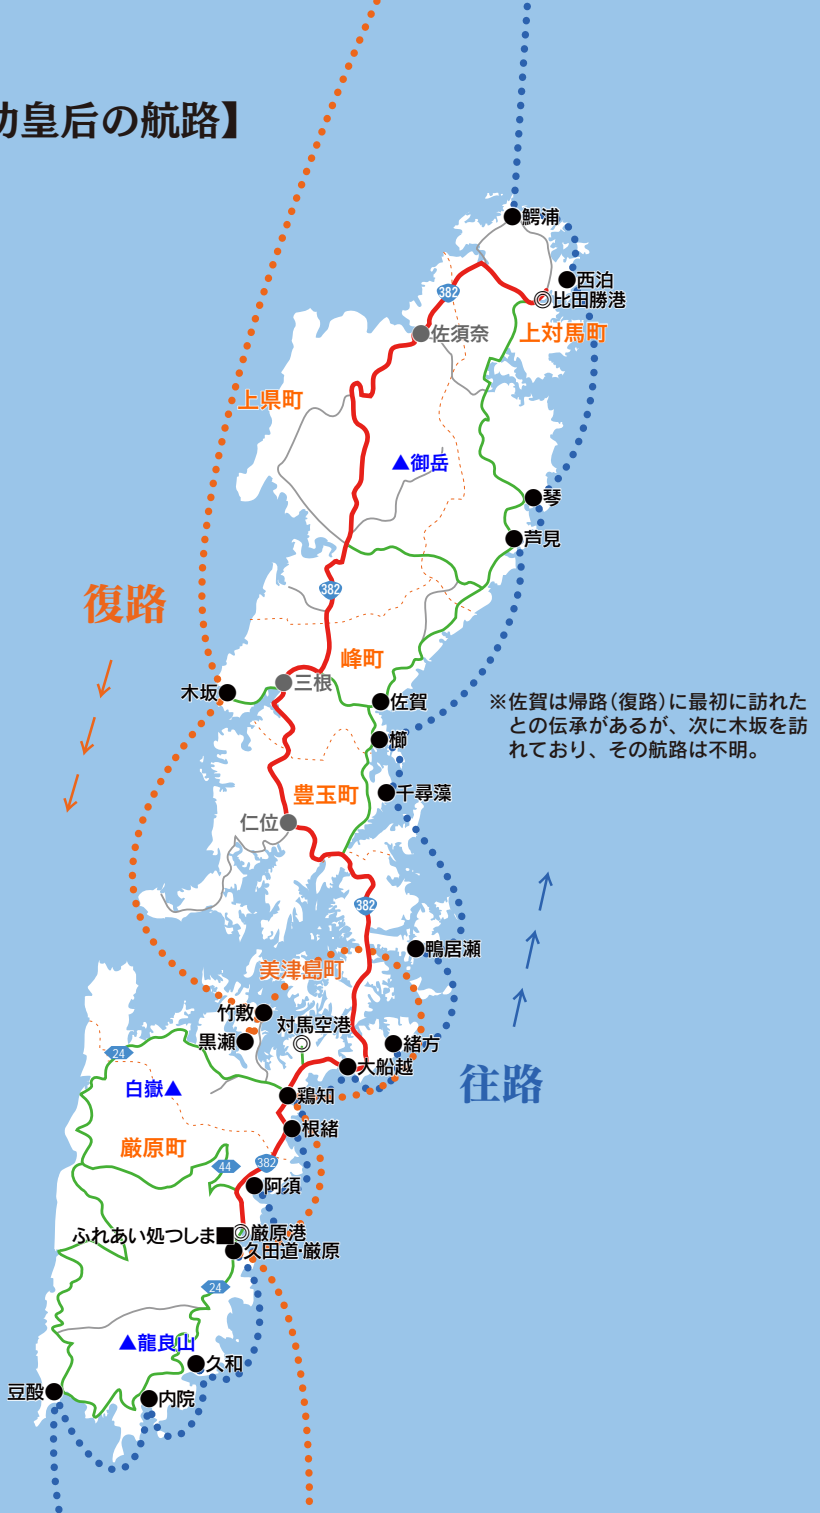 功皇后の航路】
鰐浦
西泊
比田勝港
382
佐須奈
上対馬町
上県町
御岳
琴
芦見
382
復路
峰町
三根
木坂
佐賀
※佐賀は帰路（復路）に最初に訪れた
との伝承があるが、次に木坂を訪
れており、その航路は不明。
櫛
千尋藻
豊玉町
仁位
382
鴨居瀬
美津島町
竹敷
対馬空港
黒瀬
緒方
24
大船越
往路
白嶽
鶏知
根緒
厳原町
44
382
阿須
ふれあい処つしま
厳原港
久田道・厳原
24
龍良山
久和
豆酘
内院